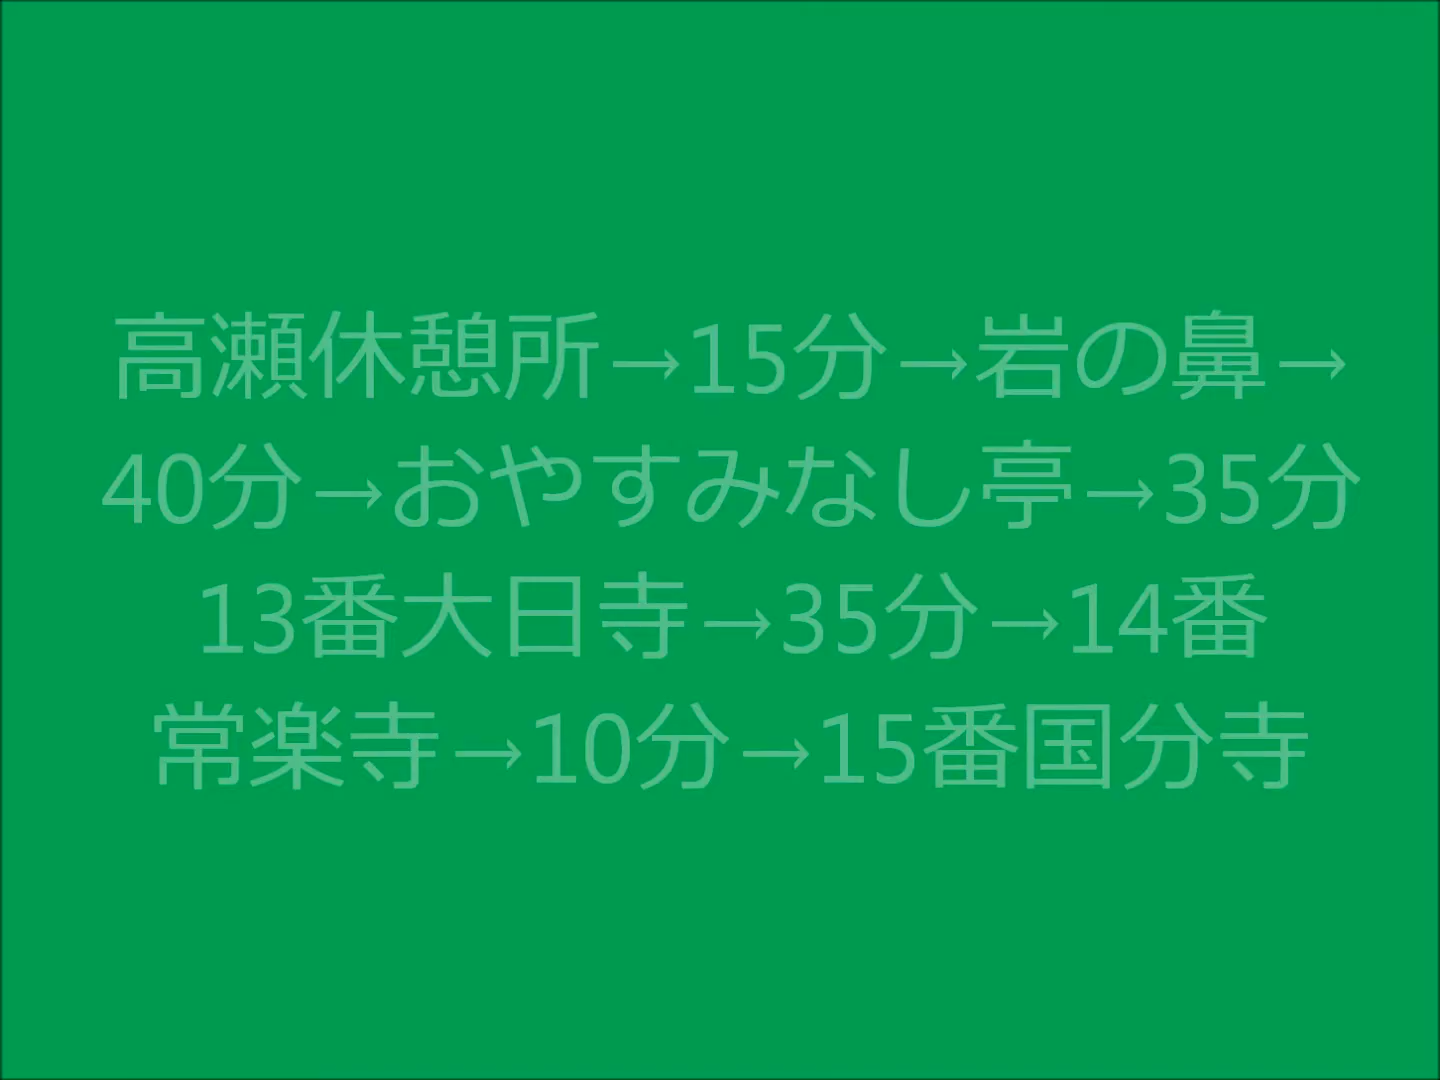 高瀬休憩所→15分→岩の鼻→
40分→おやすみなし亭→35分
13番大日寺→35分→14番
常楽寺→10分→15番国分寺